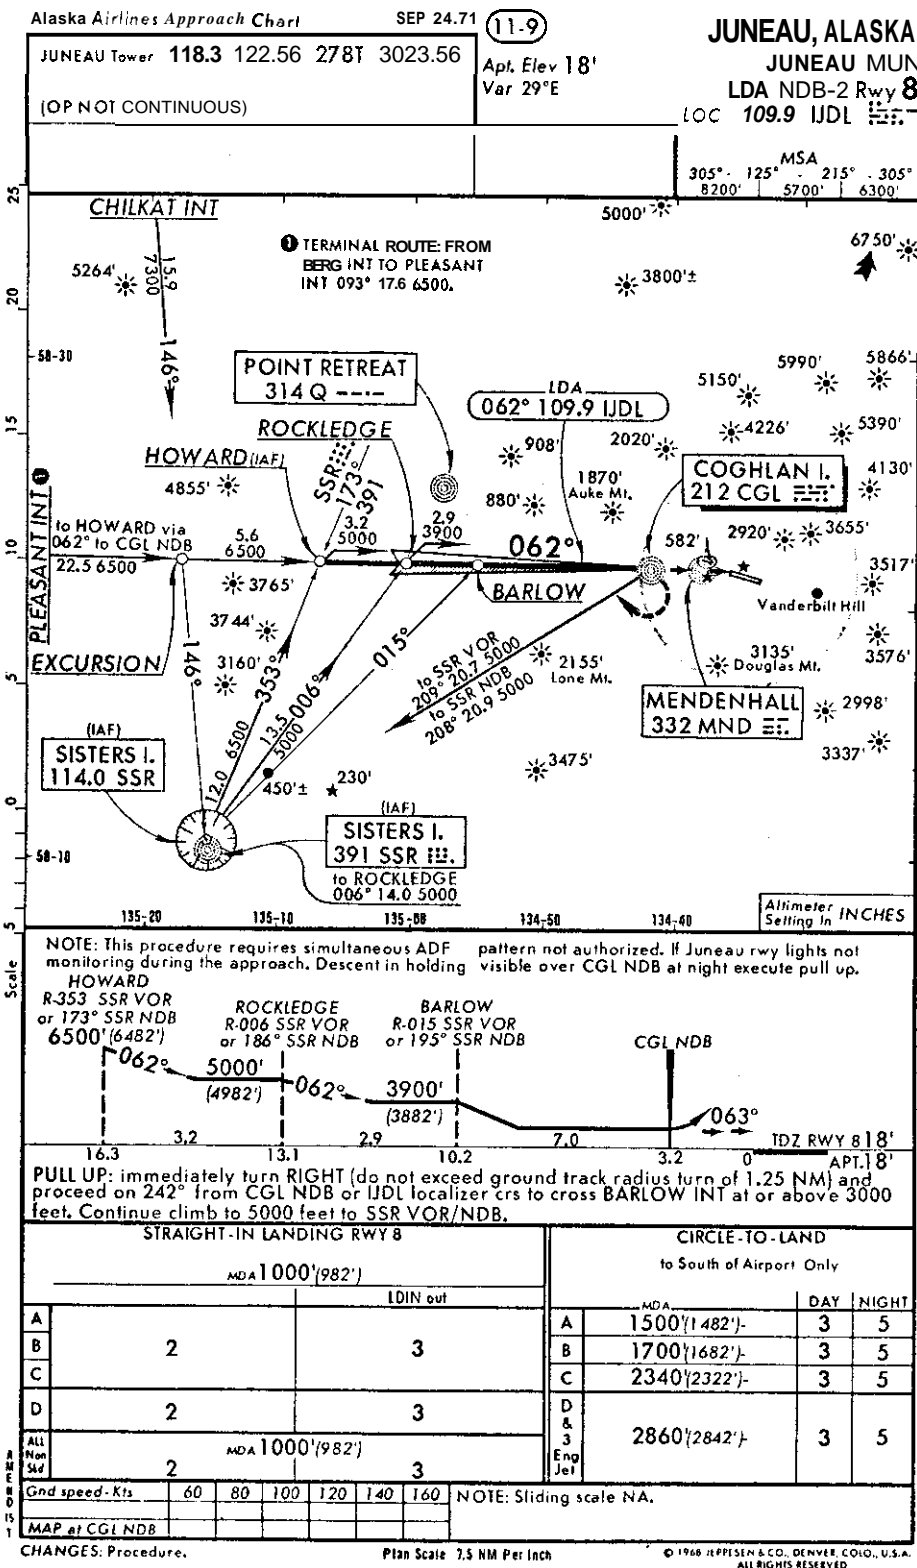 Alaska Airlines Approach Chart
SEP 24.71
11-9
JUNEAU, ALASKA
JUNEAU MUN
LDA NDB-2 Rwy 8
LOC 109.9 IJDL
JUNEAU Tower 118.3 122.56 278T 3023.56
(OP NOT CONTINUOUS)
Apt. Elev 18'
Var 29°E
MSA
305° - 125° - 215° - 305°
8200' 5700' 6300'
25
20
15
10
5
0
5
Scale
CHILKAT INT
15.9
7300
146°
❶ TERMINAL ROUTE: FROM
BERG INT TO PLEASANT
INT 093° 17.6 6500.
5000'
6750'
5264'
3800'±
58-30
POINT RETREAT
314 Q
LDA
062° 109.9 IJDL
5990'
5866'
5150'
ROCKLEDGE
HOWARD(IAF)
SSR
173°
391
4855'
908'
2020'
4226'
5390'
COGHLAN I.
212 CGL
4130'
880'
1870'
Auke Mt.
PLEASANT INT ❶
to HOWARD via
062° to CGL NDB
22.5 6500
5.6
6500
3.2
5000
2.9
3900
062°
582'
2920'
3655'
3517'
3765'
BARLOW
Vanderbilt Hill
3744'
EXCURSION
146°
3160'
353°
12.0 6500
006°
13.5
5000
015°
to SSR VOR
209° 20.7 5000
to SSR NDB
208° 20.9 5000
2155'
Lone Mt.
3135'
Douglas Mt.
3576'
MENDENHALL
332 MND
2998'
3337'
(IAF)
SISTERS I.
114.0 SSR
450'±
230'
3475'
(IAF)
SISTERS I.
391 SSR
to ROCKLEDGE
006° 14.0 5000
58-10
135-20
135-10
135-00
134-50
134-40
Altimeter
Setting In INCHES
NOTE: This procedure requires simultaneous ADF pattern not authorized. If Juneau rwy lights not
monitoring during the approach. Descent in holding visible over CGL NDB at night execute pull up.
HOWARD
R-353 SSR VOR
or 173° SSR NDB
6500'(6482')
ROCKLEDGE
R-006 SSR VOR
or 186° SSR NDB
BARLOW
R-015 SSR VOR
or 195° SSR NDB
CGL NDB
062°
5000'
(4982')
062°
3900'
(3882')
063°
3.2
2.9
7.0
TDZ RWY 8 18'
16.3
13.1
10.2
3.2
0
APT. 18'
PULL UP: immediately turn RIGHT (do not exceed ground track radius turn of 1.25 NM) and
proceed on 242° from CGL NDB or IJDL localizer crs to cross BARLOW INT at or above 3000
feet. Continue climb to 5000 feet to SSR VOR/NDB.
STRAIGHT-IN LANDING RWY 8
MDA 1000'(982')
LDIN out
A
B
C
2
3
D
2
3
ALL
Non
Std
MDA 1000'(982')
2
3
CIRCLE-TO-LAND
to South of Airport Only
MDA
DAY
NIGHT
A 1500'(1482')- 3 5
B 1700'(1682')- 3 5
C 2340'(2322')- 3 5
D
&
3
Eng
Jet
2860'(2842')- 3 5
Gnd speed-Kts 60 80 100 120 140 160
MAP at CGL NDB
NOTE: Sliding scale NA.
AMEND 15 T
CHANGES: Procedure.
Plan Scale 7.5 NM Per Inch
© 1968 JEPPESEN & CO., DENVER, COLO., U.S.A.
ALL RIGHTS RESERVED